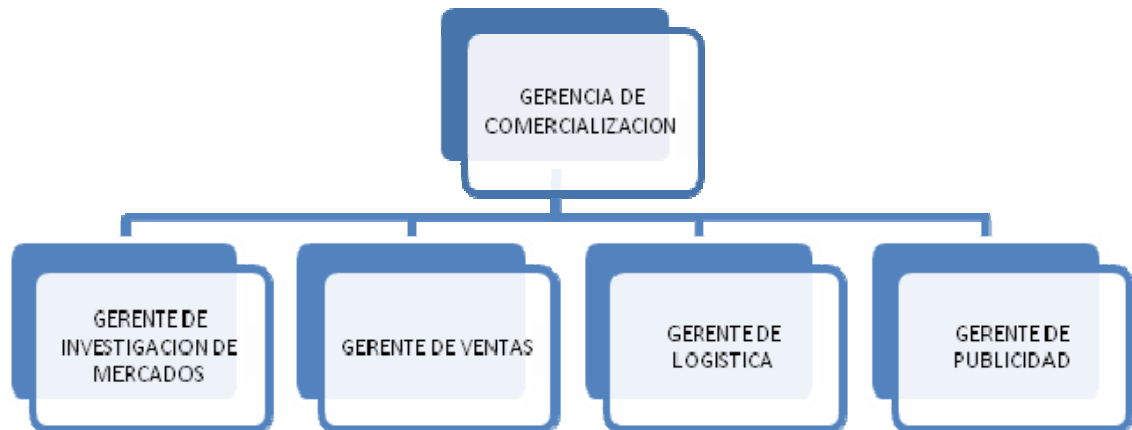 GERENCIA DE
COMERCIALIZACION
GERENTE DE
INVESTIGACION DE
MERCADOS
GERENTE DE VENTAS
GERENTE DE
LOGISTICA
GERENTE DE
PUBLICIDAD